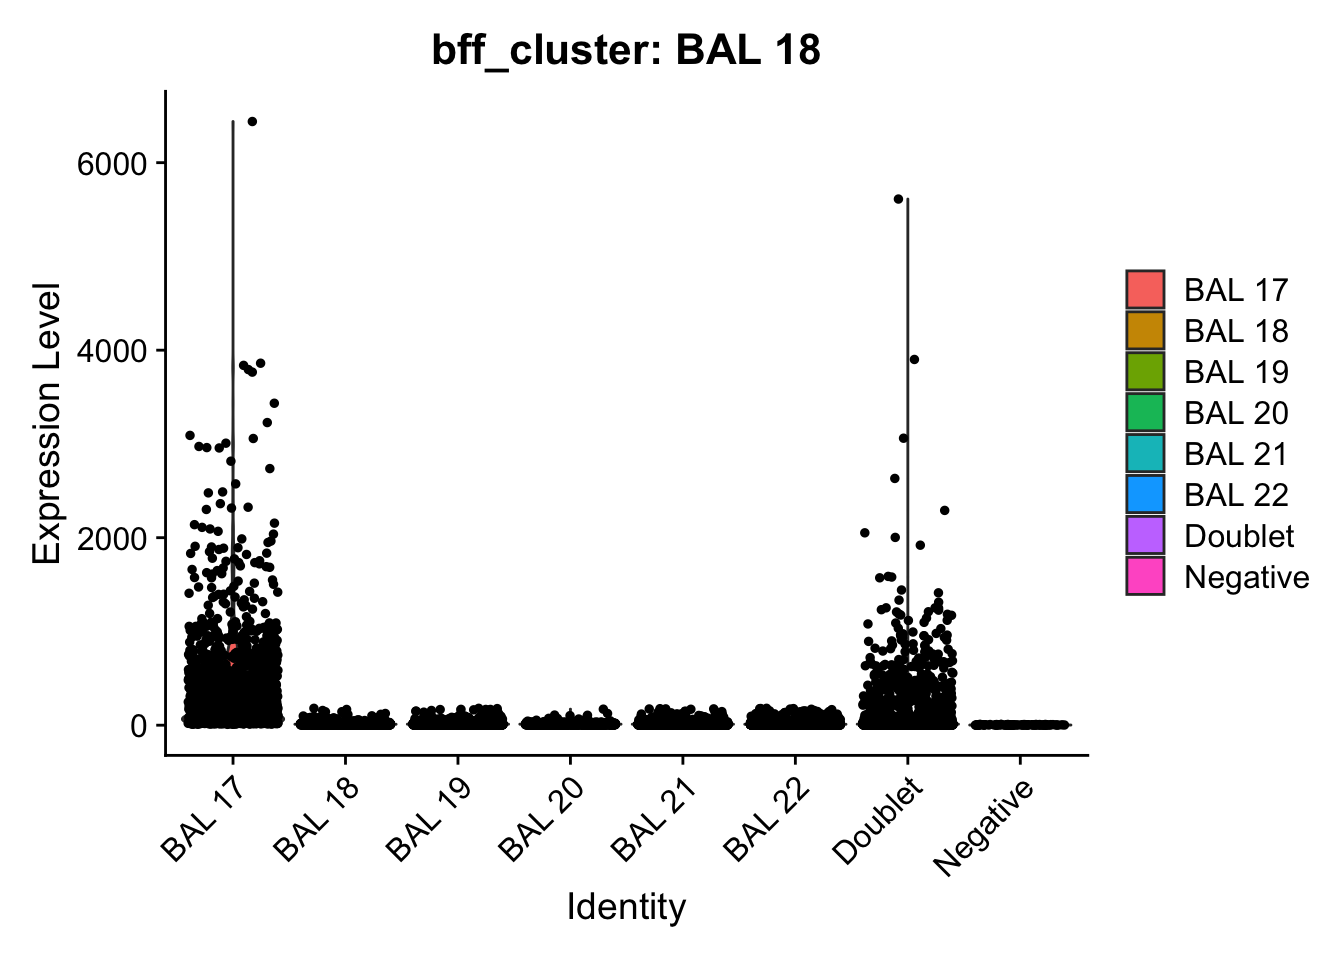 bff_cluster: BAL 18
Expression Level
6000
4000
2000
0
BAL 17
BAL 18
BAL 19
BAL 20
BAL 21
BAL 22
Doublet
Negative
Identity
BAL 17
BAL 18
BAL 19
BAL 20
BAL 21
BAL 22
Doublet
Negative